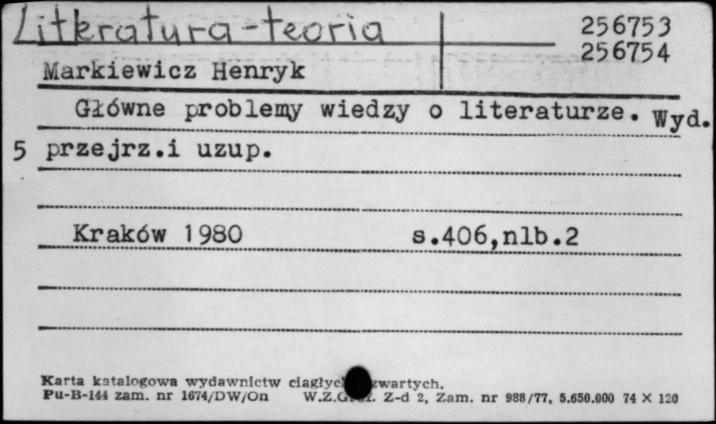 Literatura-teoria
256753
256754
Markiewicz Henryk
Główne problemy wiedzy o literaturze. Wyd.
5 przejrz.i uzup.
Kraków 1980 s.406,nlb.2
Karta katalogowa wydawnictw ciągłych zwartych.
Pu-B-144 zam. nr 1674/DW/On Z-d 2, Zam. nr 988/77, 5.650.000 74 X 120